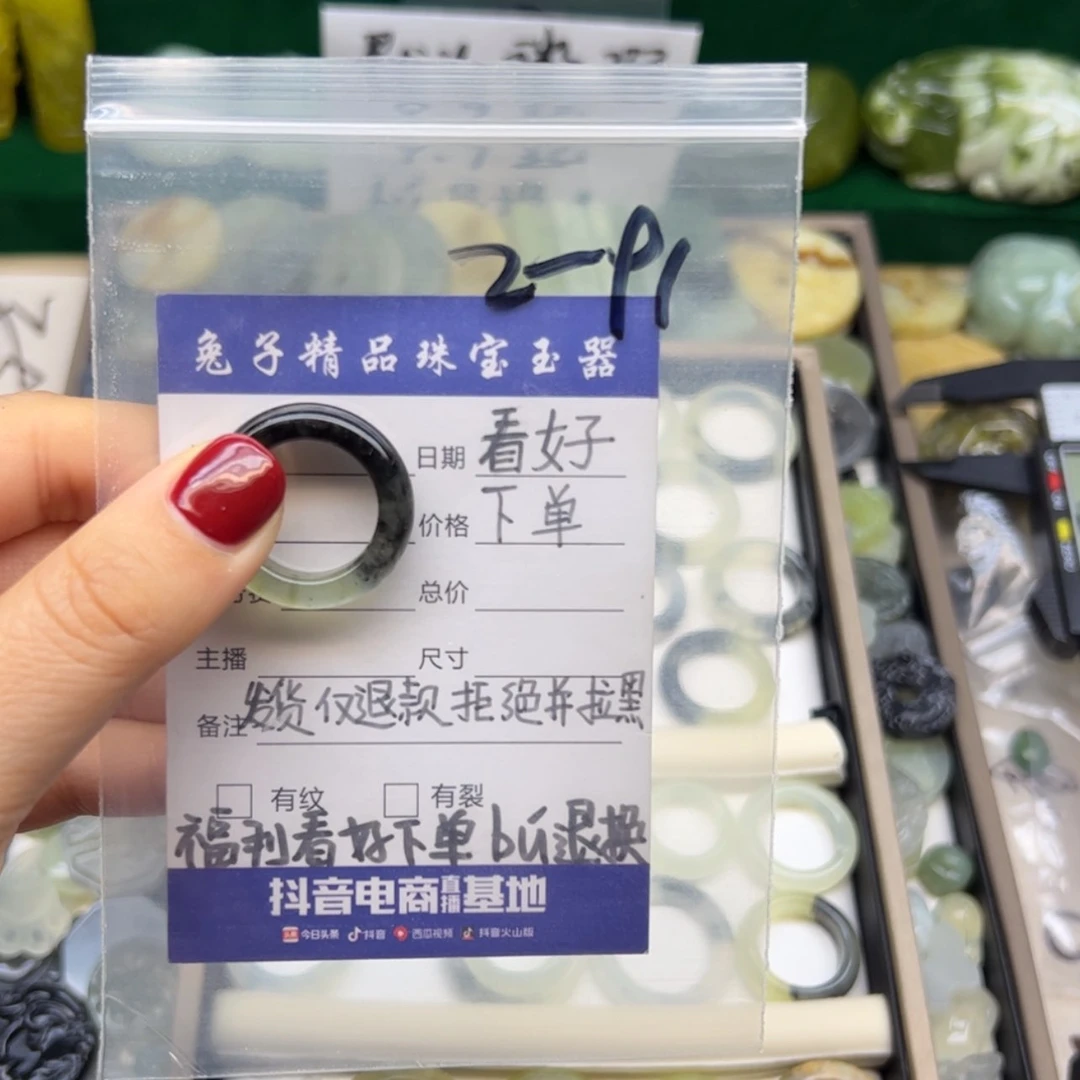 2-P1
兔子精品珠宝玉器
日期 看好
价格 下单
总价
主播 尺寸
备注 发货仅退款拒绝并拉黑
有纹 有裂
福利看好下单bu退换
抖音电商直播基地
今日头条 抖音 西瓜视频 抖音火山版